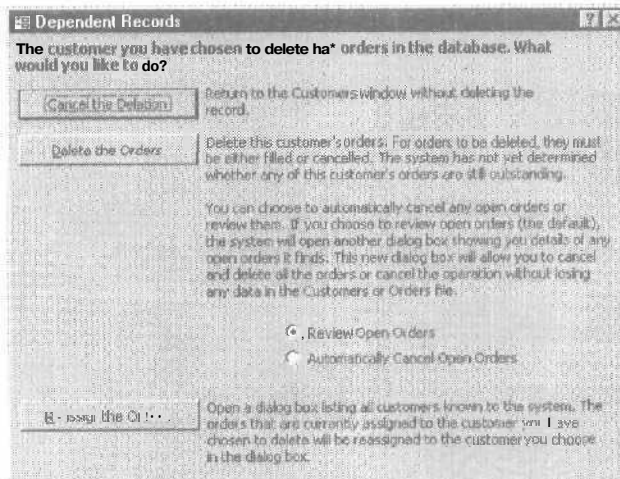 Dependent Records
The customer you have chosen to delete ha* orders in the database. What
would you like to do?
Cancel the Deletion
Return to the Customers window without deleting the
record.
Delete the Orders
Delete this customer's orders. For orders to be deleted, they must
be either filled or cancelled. The system has not yet determined
whether any of this customer's orders are still outstanding.
You can choose to automatically cancel any open orders or
review them. If you choose to review open orders (the default),
the system will open another dialog box showing you details of any
open orders it finds. This new dialog box will allow you to cancel
and delete all the orders or cancel the operation without losing
any data in the Customers or Orders file.
Review Open Orders
Automatically Cancel Open Orders
the
Open a dialog box listing all customers known to the system. The
orders that are currently assigned to the customer you have
chosen to delete will be reassigned to the customer you choose
in the dialog box.